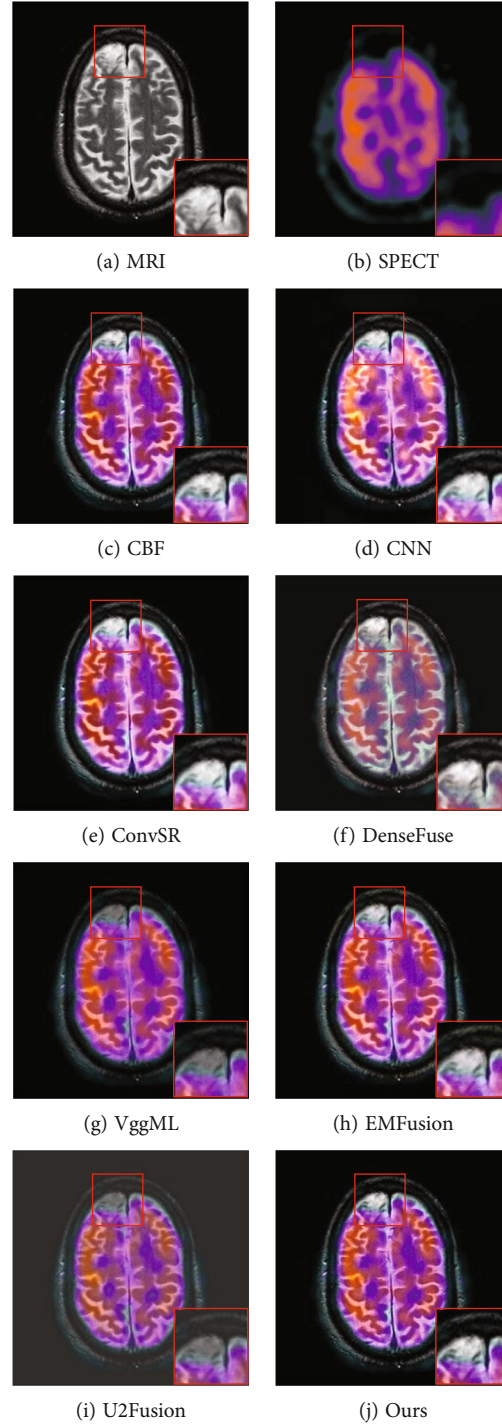 (a) MRI
(b) SPECT
(c) CBF
(d) CNN
(e) ConvSR
(f) DenseFuse
(g) VggML
(h) EMFusion
(i) U2Fusion
(j) Ours